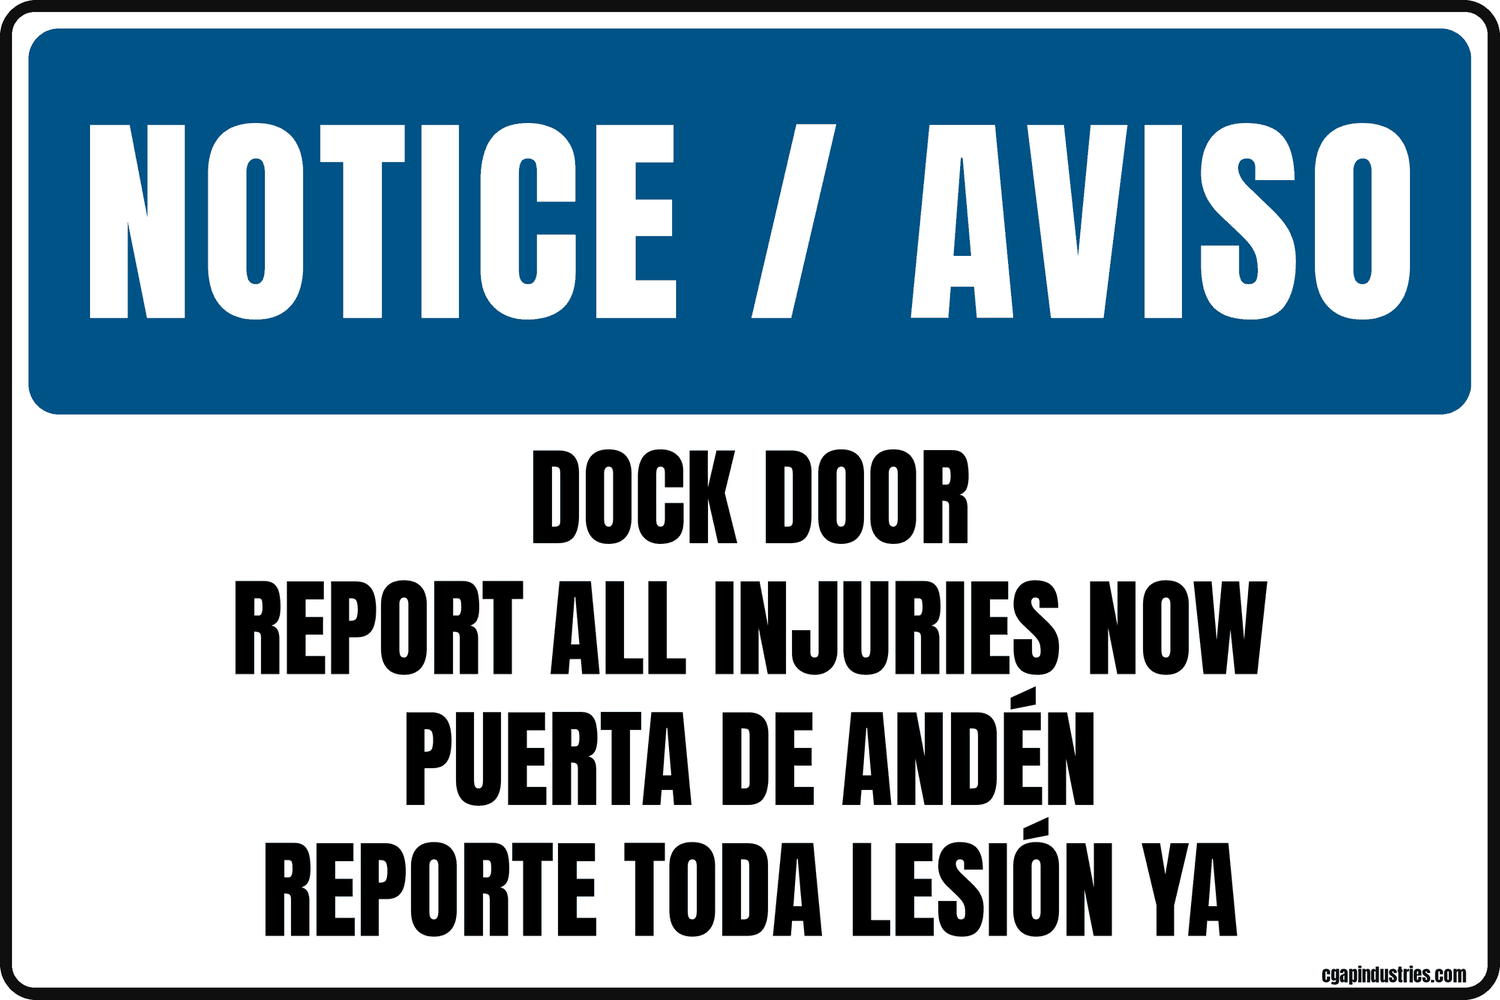 NOTICE / AVISO
DOCK DOOR
REPORT ALL INJURIES NOW
PUERTA DE ANDÉN
REPORTE TODA LESIÓN YA
cgapindustries.com